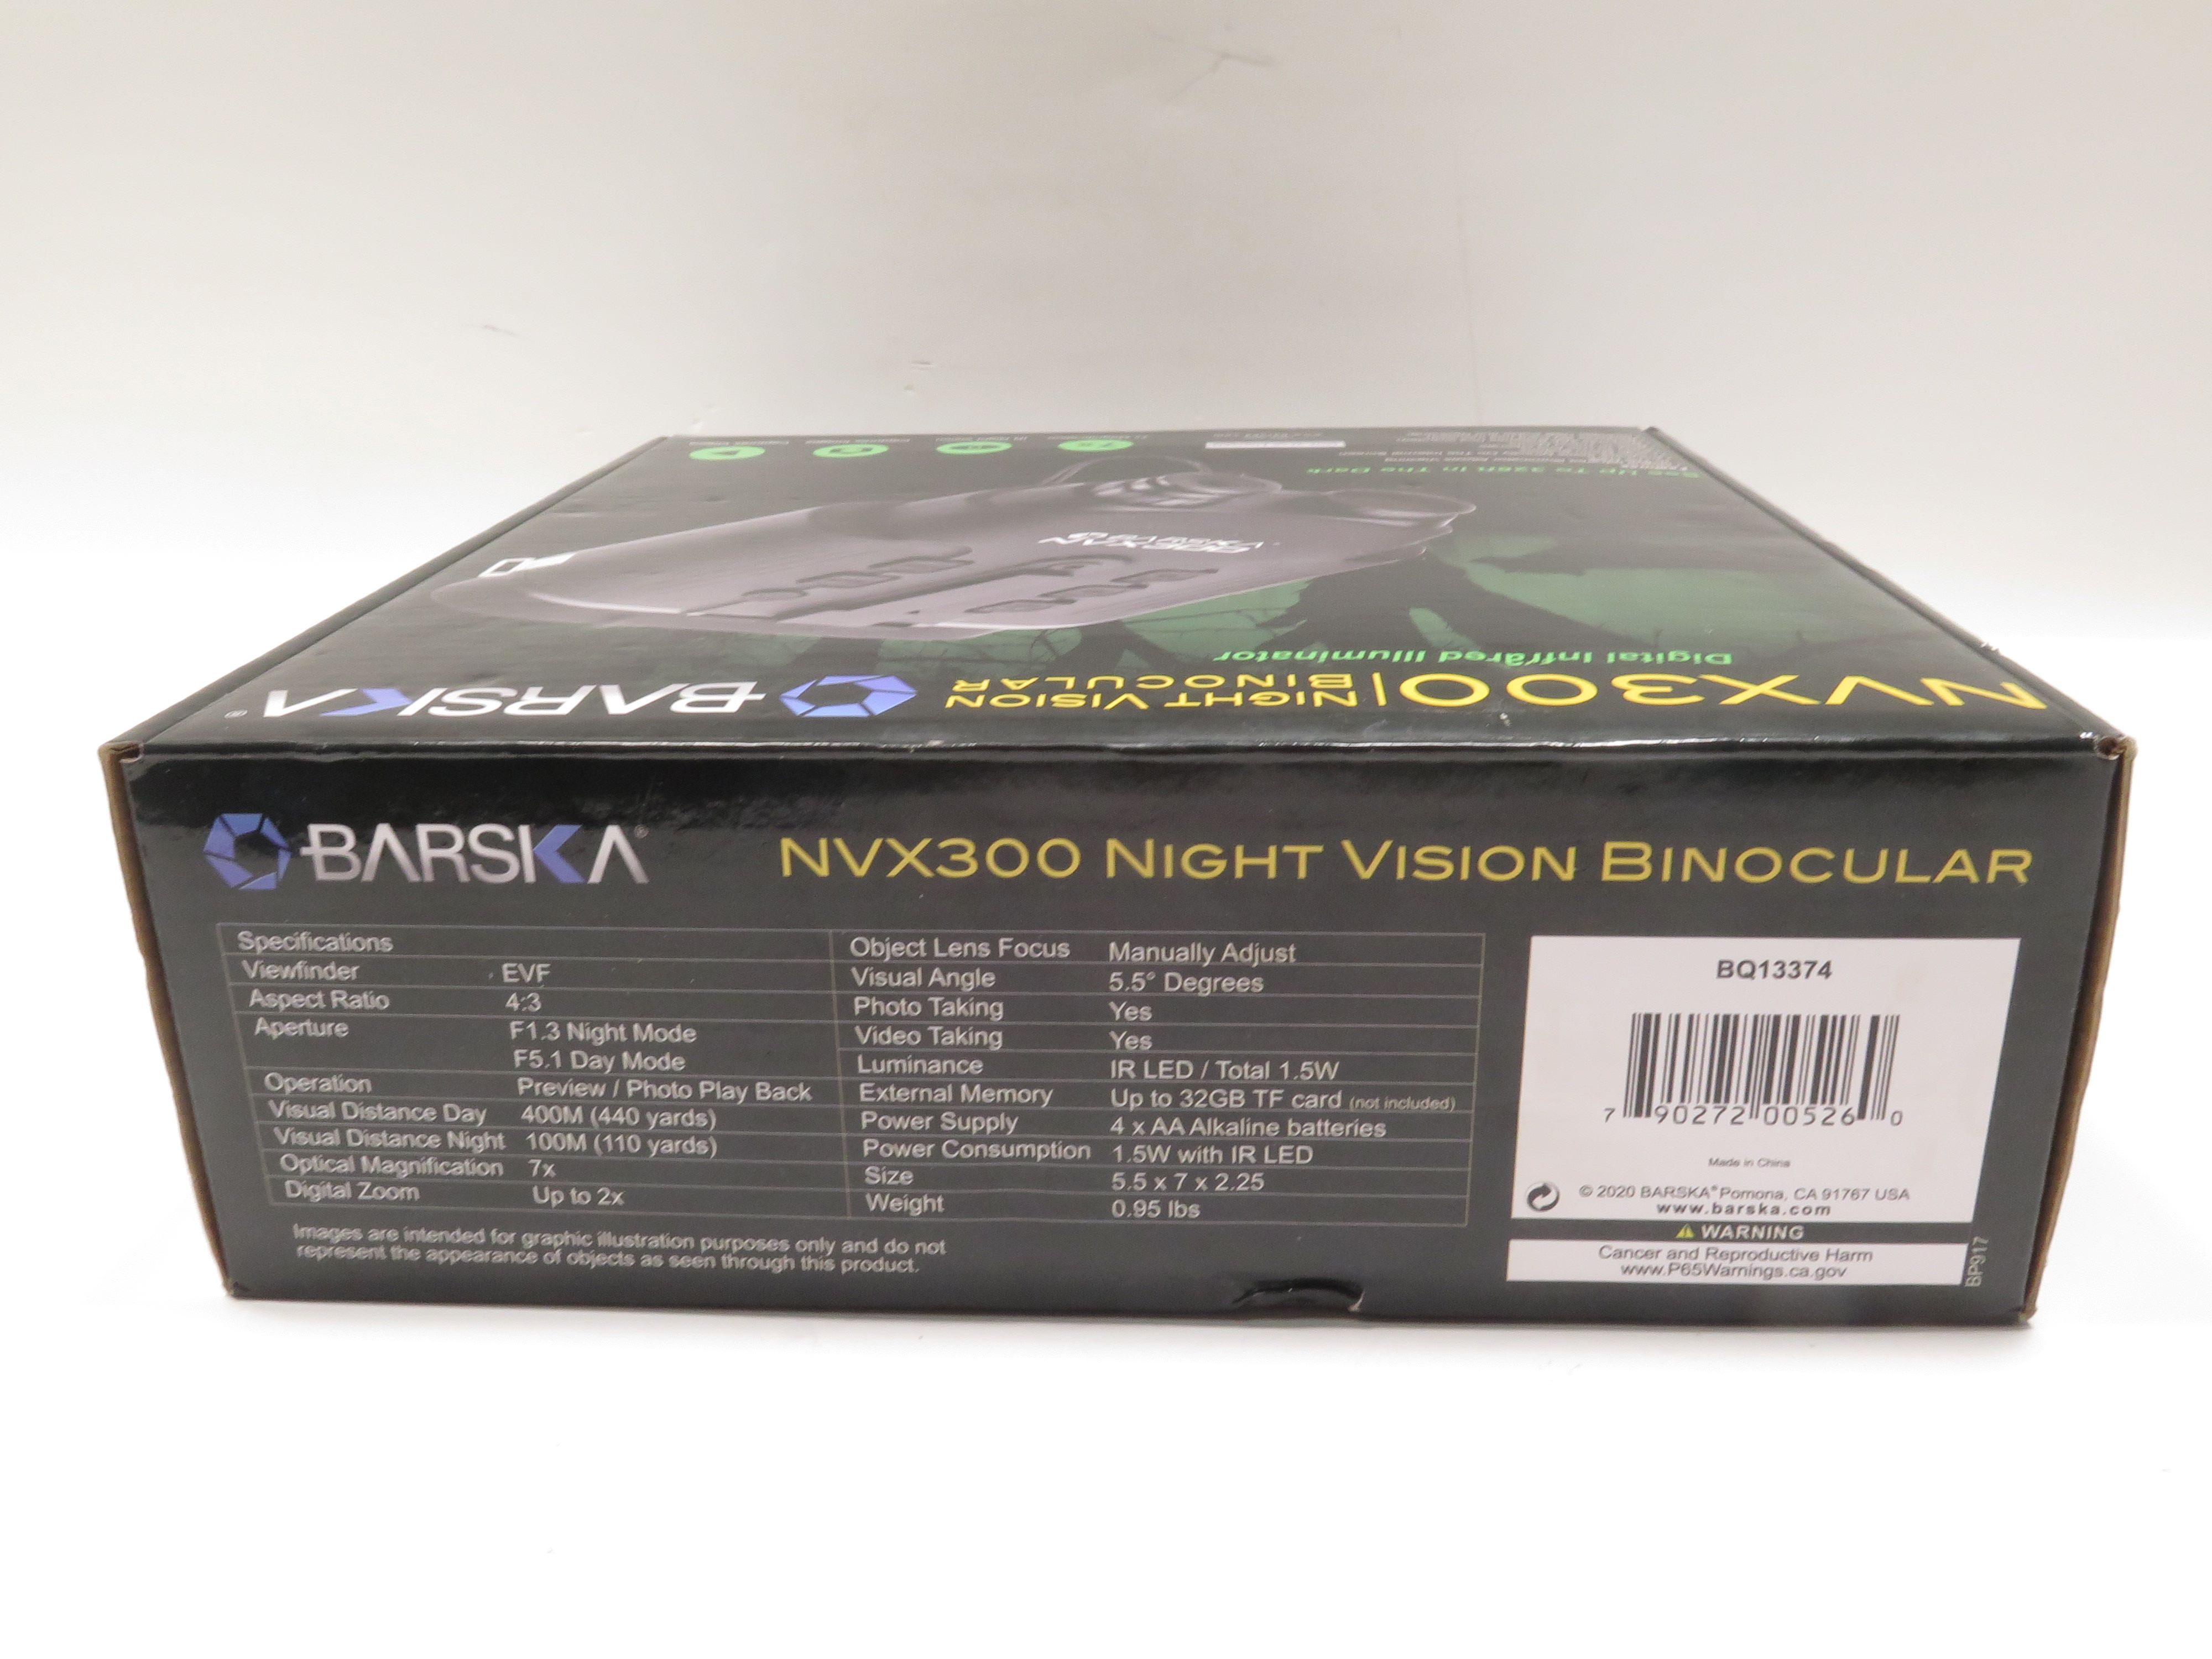 See Up To 328ft In The Dark
Digital Infrared Illuminator
NVX300 | NIGHT VISION BINOCULAR
BARSKA®
BARSKA®
NVX300 NIGHT VISION BINOCULAR
Specifications
Viewfinder EVF
Aspect Ratio 4:3
Aperture F1.3 Night Mode
F5.1 Day Mode
Operation Preview / Photo Play Back
Visual Distance Day 400M (440 yards)
Visual Distance Night 100M (110 yards)
Optical Magnification 7x
Digital Zoom Up to 2x
Object Lens Focus Manually Adjust
Visual Angle 5.5° Degrees
Photo Taking Yes
Video Taking Yes
Luminance IR LED / Total 1.5W
External Memory Up to 32GB TF card (not included)
Power Supply 4 x AA Alkaline batteries
Power Consumption 1.5W with IR LED
Size 5.5 x 7 x 2.25
Weight 0.95 lbs
Images are intended for graphic illustration purposes only and do not
represent the appearance of objects as seen through this product.
BQ13374
7 90272 00526 0
Made in China
© 2020 BARSKA® Pomona, CA 91767 USA
www.barska.com
WARNING
Cancer and Reproductive Harm
www.P65Warnings.ca.gov
BP917